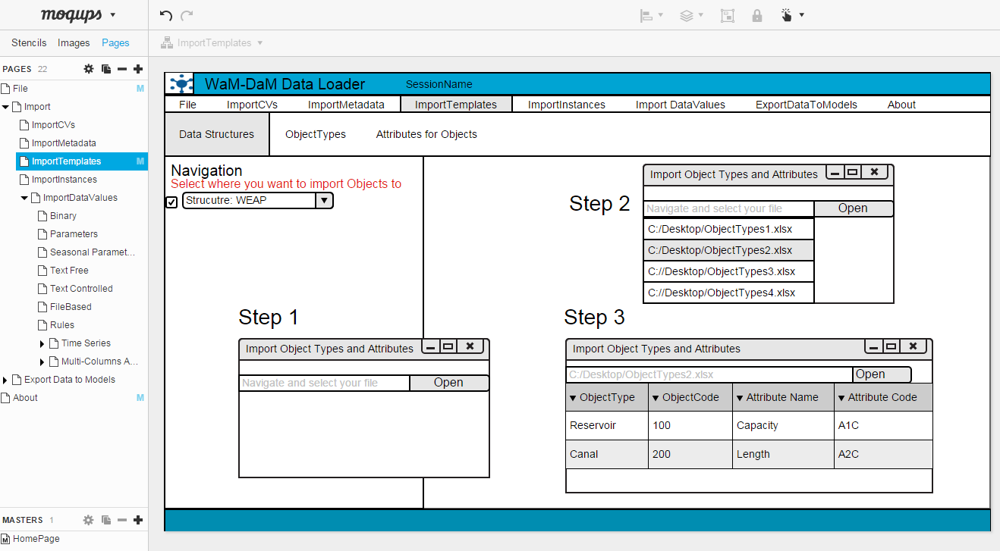 moqups
Stencils Images Pages
ImportTemplates
PAGES 22
File M
Import
ImportCVs
ImportMetadata
ImportTemplates M
ImportInstances
ImportDataValues
Binary
Parameters
Seasonal Paramet...
Text Free
Text Controlled
FileBased
Rules
Time Series
Multi-Columns A...
Export Data to Models
About M
MASTERS 1
M HomePage
WaM-DaM Data Loader SessionName
File ImportCVs ImportMetadata ImportTemplates ImportInstances Import DataValues ExportDataToModels About
Data Structures ObjectTypes Attributes for Objects
Navigation
Select where you want to import Objects to
Strucutre: WEAP
Step 1
Import Object Types and Attributes
Navigate and select your file Open
Step 2
Import Object Types and Attributes
Navigate and select your file Open
C:/Desktop/ObjectTypes1.xlsx
C:/Desktop/ObjectTypes2.xlsx
C://Desktop/ObjectTypes3.xlsx
C://Desktop/ObjectTypes4.xlsx
Step 3
Import Object Types and Attributes
C:/Desktop/ObjectTypes2.xlsx Open
ObjectType ObjectCode Attribute Name Attribute Code
Reservoir 100 Capacity A1C
Canal 200 Length A2C